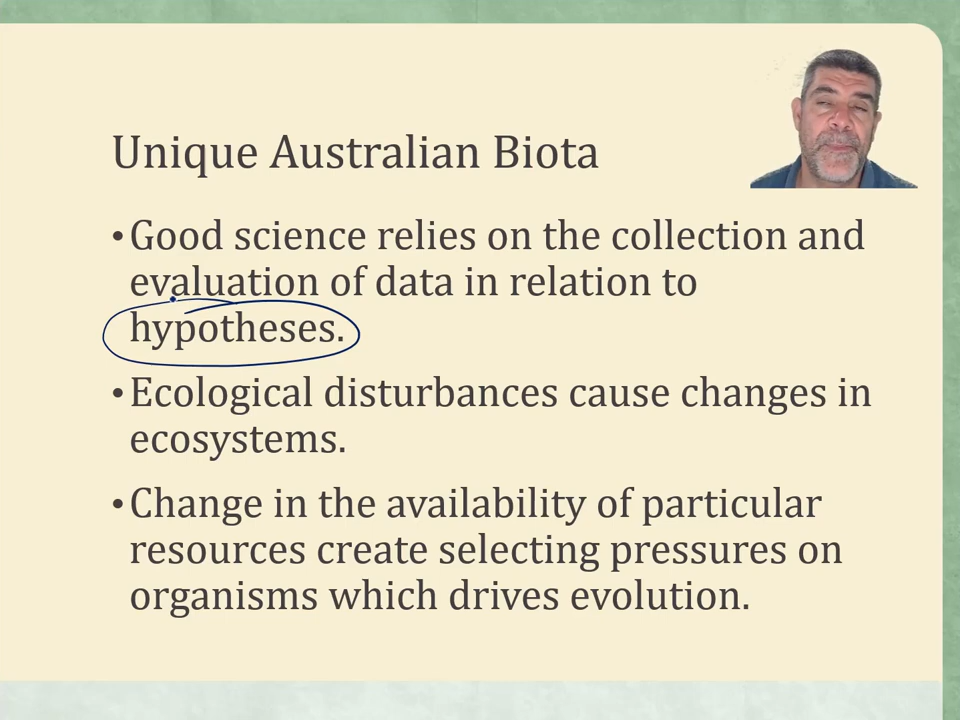 Unique Australian Biota
•Good science relies on the collection and
evaluation of data in relation to
hypotheses.
•Ecological disturbances cause changes in
ecosystems.
•Change in the availability of particular
resources create selecting pressures on
organisms which drives evolution.